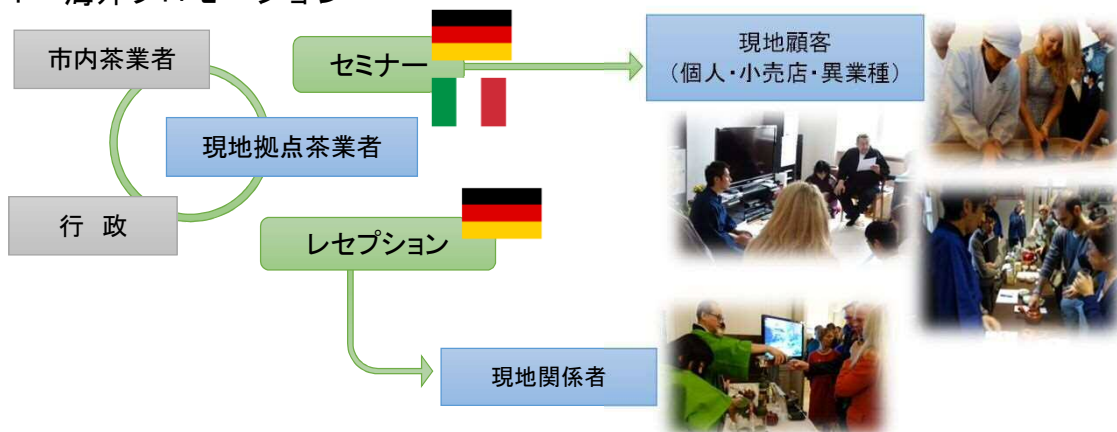 市内茶業者
セミナー
現地顧客
（個人・小売店・異業種）
現地拠点茶業者
行 政
レセプション
現地関係者